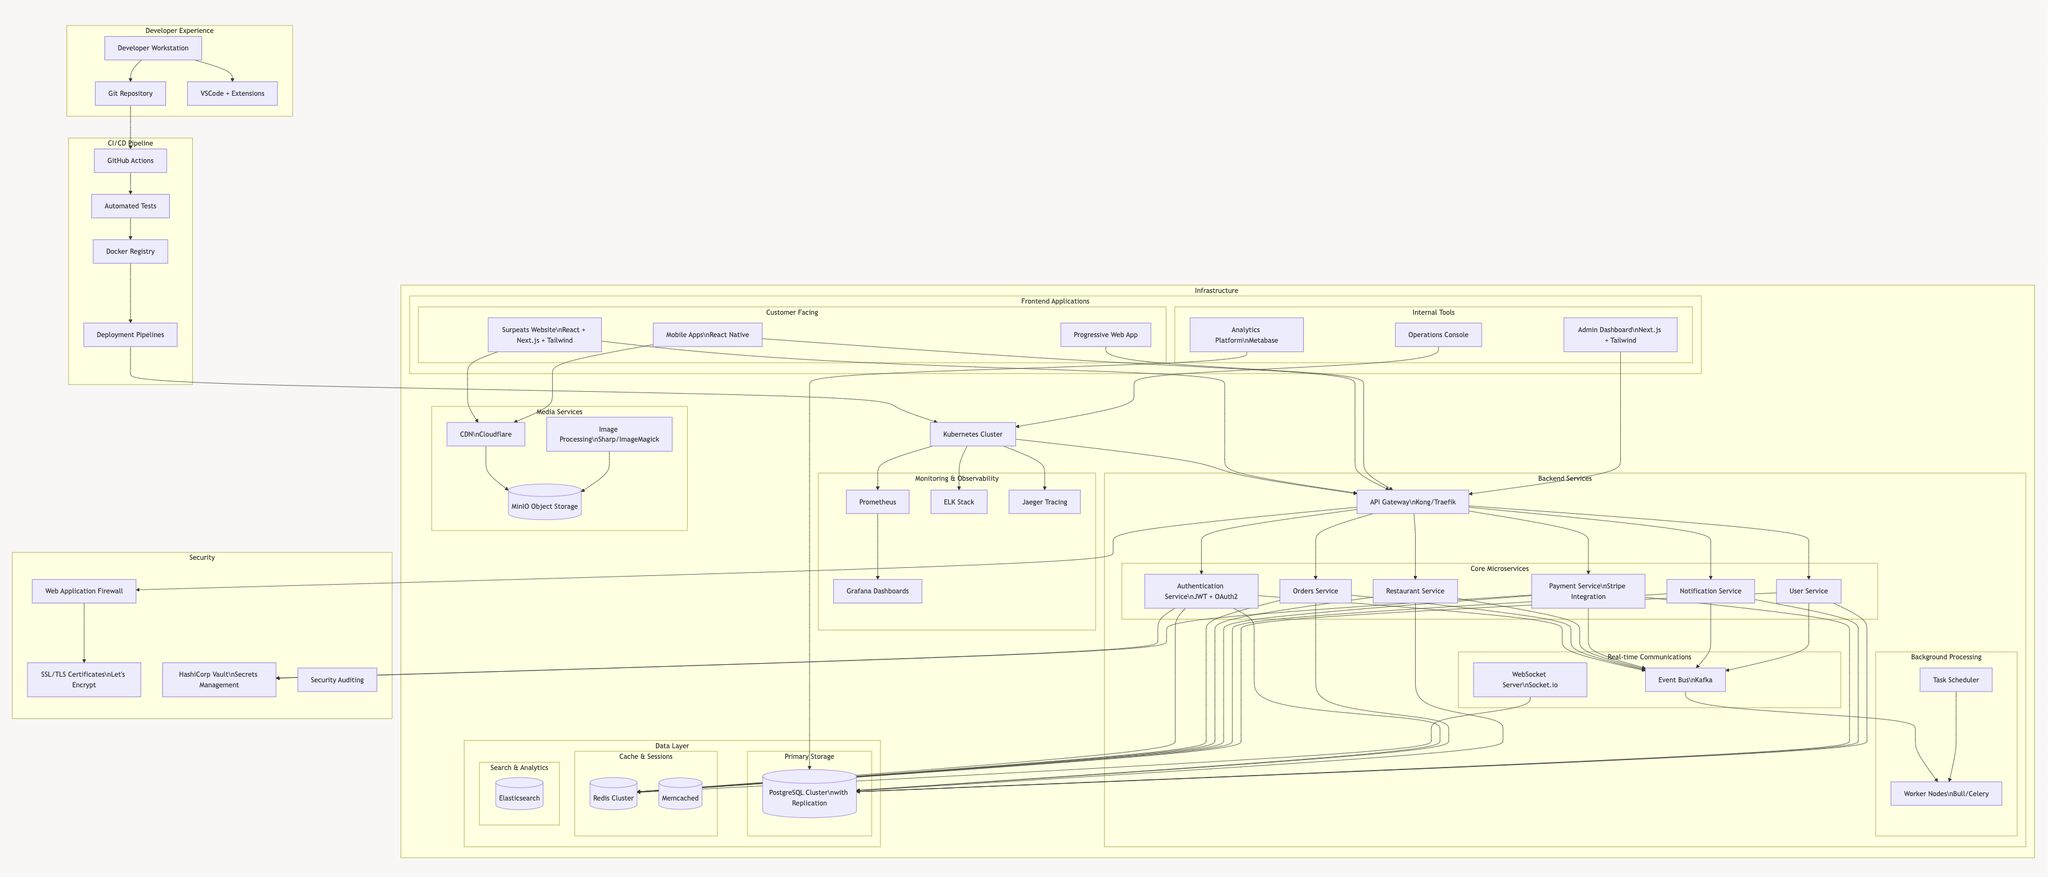 Developer Experience
Developer Workstation
Git Repository
VSCode + Extensions
CI/CD Pipeline
GitHub Actions
Automated Tests
Docker Registry
Deployment Pipelines
Infrastructure
Frontend Applications
Customer Facing
Surpeats Website\nReact +
Next.js + Tailwind
Mobile Apps\nReact Native
Progressive Web App
Internal Tools
Analytics
Platform\nMetabase
Operations Console
Admin Dashboard\nNext.js
+ Tailwind
Media Services
CDN\nCloudflare
Image
Processing\nSharp/ImageMagick
MinIO Object Storage
Kubernetes Cluster
Monitoring & Observability
Prometheus
ELK Stack
Jaeger Tracing
Grafana Dashboards
Backend Services
API Gateway\nKong/Traefik
Core Microservices
Authentication
Service\nJWT + OAuth2
Orders Service
Restaurant Service
Payment Service\nStripe
Integration
Notification Service
User Service
Real-time Communications
WebSocket
Server\nSocket.io
Event Bus\nKafka
Background Processing
Task Scheduler
Worker Nodes\nBull/Celery
Security
Web Application Firewall
SSL/TLS Certificates\nLet's
Encrypt
HashiCorp Vault\nSecrets
Management
Security Auditing
Data Layer
Search & Analytics
Elasticsearch
Cache & Sessions
Redis Cluster
Memcached
Primary Storage
PostgreSQL Cluster\nwith
Replication